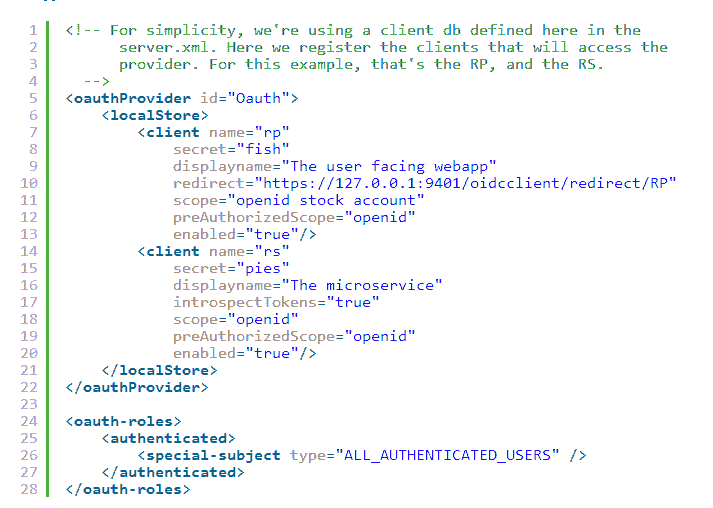 1 <!-- For simplicity, we're using a client db defined here in the
2 server.xml. Here we register the clients that will access the
3 provider. For this example, that's the RP, and the RS.
4 -->
5 <oauthProvider id="Oauth">
6 <localStore>
7 <client name="rp"
8 secret="fish"
9 displayname="The user facing webapp"
10 redirect="https://127.0.0.1:9401/oidcclient/redirect/RP"
11 scope="openid stock account"
12 preAuthorizedScope="openid"
13 enabled="true"/>
14 <client name="rs"
15 secret="pies"
16 displayname="The microservice"
17 introspectTokens="true"
18 scope="openid"
19 preAuthorizedScope="openid"
20 enabled="true"/>
21 </localStore>
22 </oauthProvider>
23
24 <oauth-roles>
25 <authenticated>
26 <special-subject type="ALL_AUTHENTICATED_USERS" />
27 </authenticated>
28 </oauth-roles>